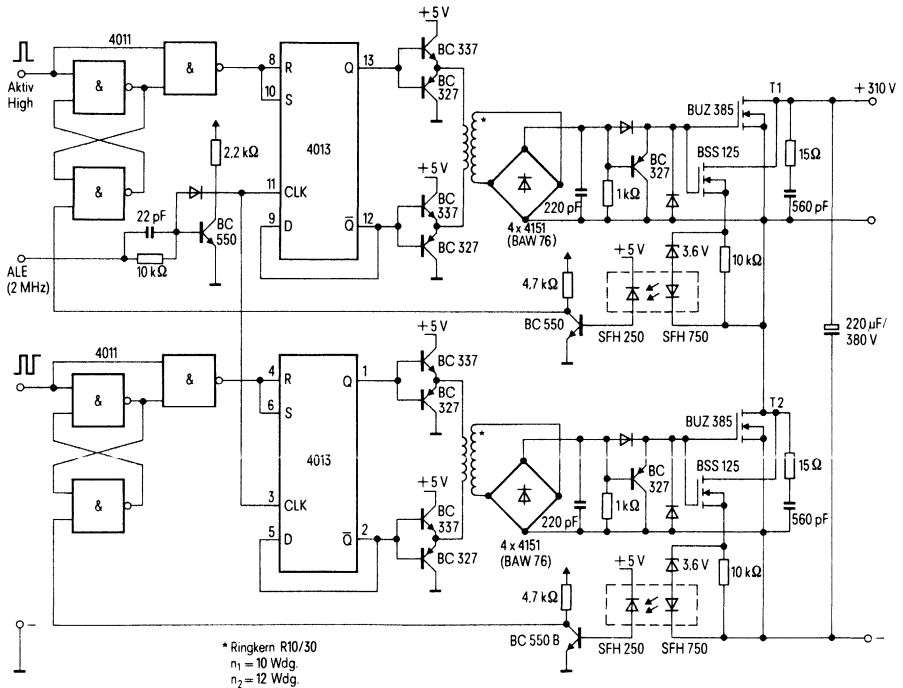 + 5 V
4011
BC 337
Aktiv
High
&
&
8
R
Q
13
BC
327
10
S
T1
+ 310 V
BUZ 385
*
BSS 125
15Ω
2,2 kΩ
4013
&
+ 5 V
BC
337
BC
327
1 kΩ
11
CLK
22 pF
BC
550
9
D
Q̅
12
BC 327
220 pF
560 pF
4 x 4151
(BAW 76)
10 kΩ
ALE
(2 MHz)
+ 5 V
3,6 V
10 kΩ
4,7 kΩ
BC 550
SFH 250
SFH 750
220 µF/
380 V
+ 5 V
4011
BC 337
&
&
4
R
Q
1
BC
327
6
S
T2
BUZ 385
*
BSS 125
15Ω
4013
&
+ 5 V
BC
337
BC
327
1 kΩ
3
CLK
5
D
Q̅
2
BC 327
220 pF
560 pF
4 x 4151
(BAW 76)
+ 5 V
3,6 V
10 kΩ
4,7 kΩ
–
BC 550 B
SFH 250
SFH 750
–
* Ringkern R10/30
n₁ = 10 Wdg.
n₂ = 12 Wdg.